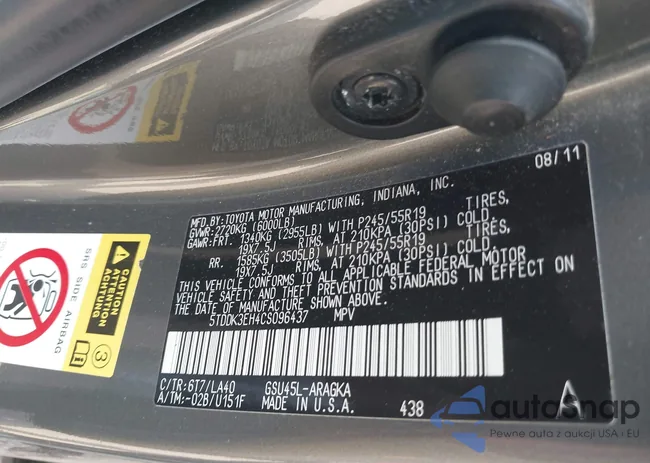 08/11
MFD.BY: TOYOTA MOTOR MANUFACTURING, INDIANA, INC.
GVWR: 2720KG (6000LB)
GAWR: FRT. 1340KG (2955LB) WITH P245/55R19 TIRES,
19X7.5J RIMS, AT 210KPA (30PSI) COLD
RR. 1585KG (3505LB) WITH P245/55R19 TIRES,
19X7.5J RIMS, AT 210KPA (30PSI) COLD
THIS VEHICLE CONFORMS TO ALL APPLICABLE FEDERAL MOTOR
VEHICLE SAFETY AND THEFT PREVENTION STANDARDS IN EFFECT ON
THE DATE OF MANUFACTURE SHOWN ABOVE.
5TDDK3EH4CS096437 MPV
C/TR: 6T7/LA40 GSU45L-ARAGKA
A/TM: -02B/U151F MADE IN U.S.A. 438 A
SRS SIDE AIRBAG
CAUTION
ATTENTION
ACHTUNG
3
autosnap
Pewne auta z aukcji USA i EU